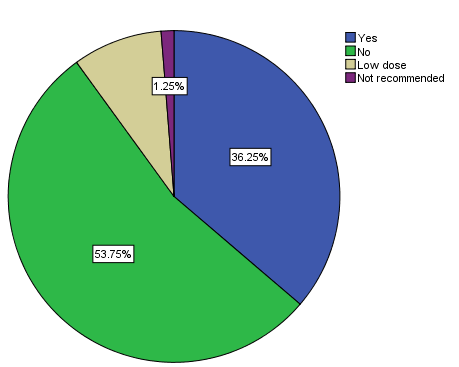 Yes
No
Low dose
Not recommended
1.25%
36.25%
53.75%